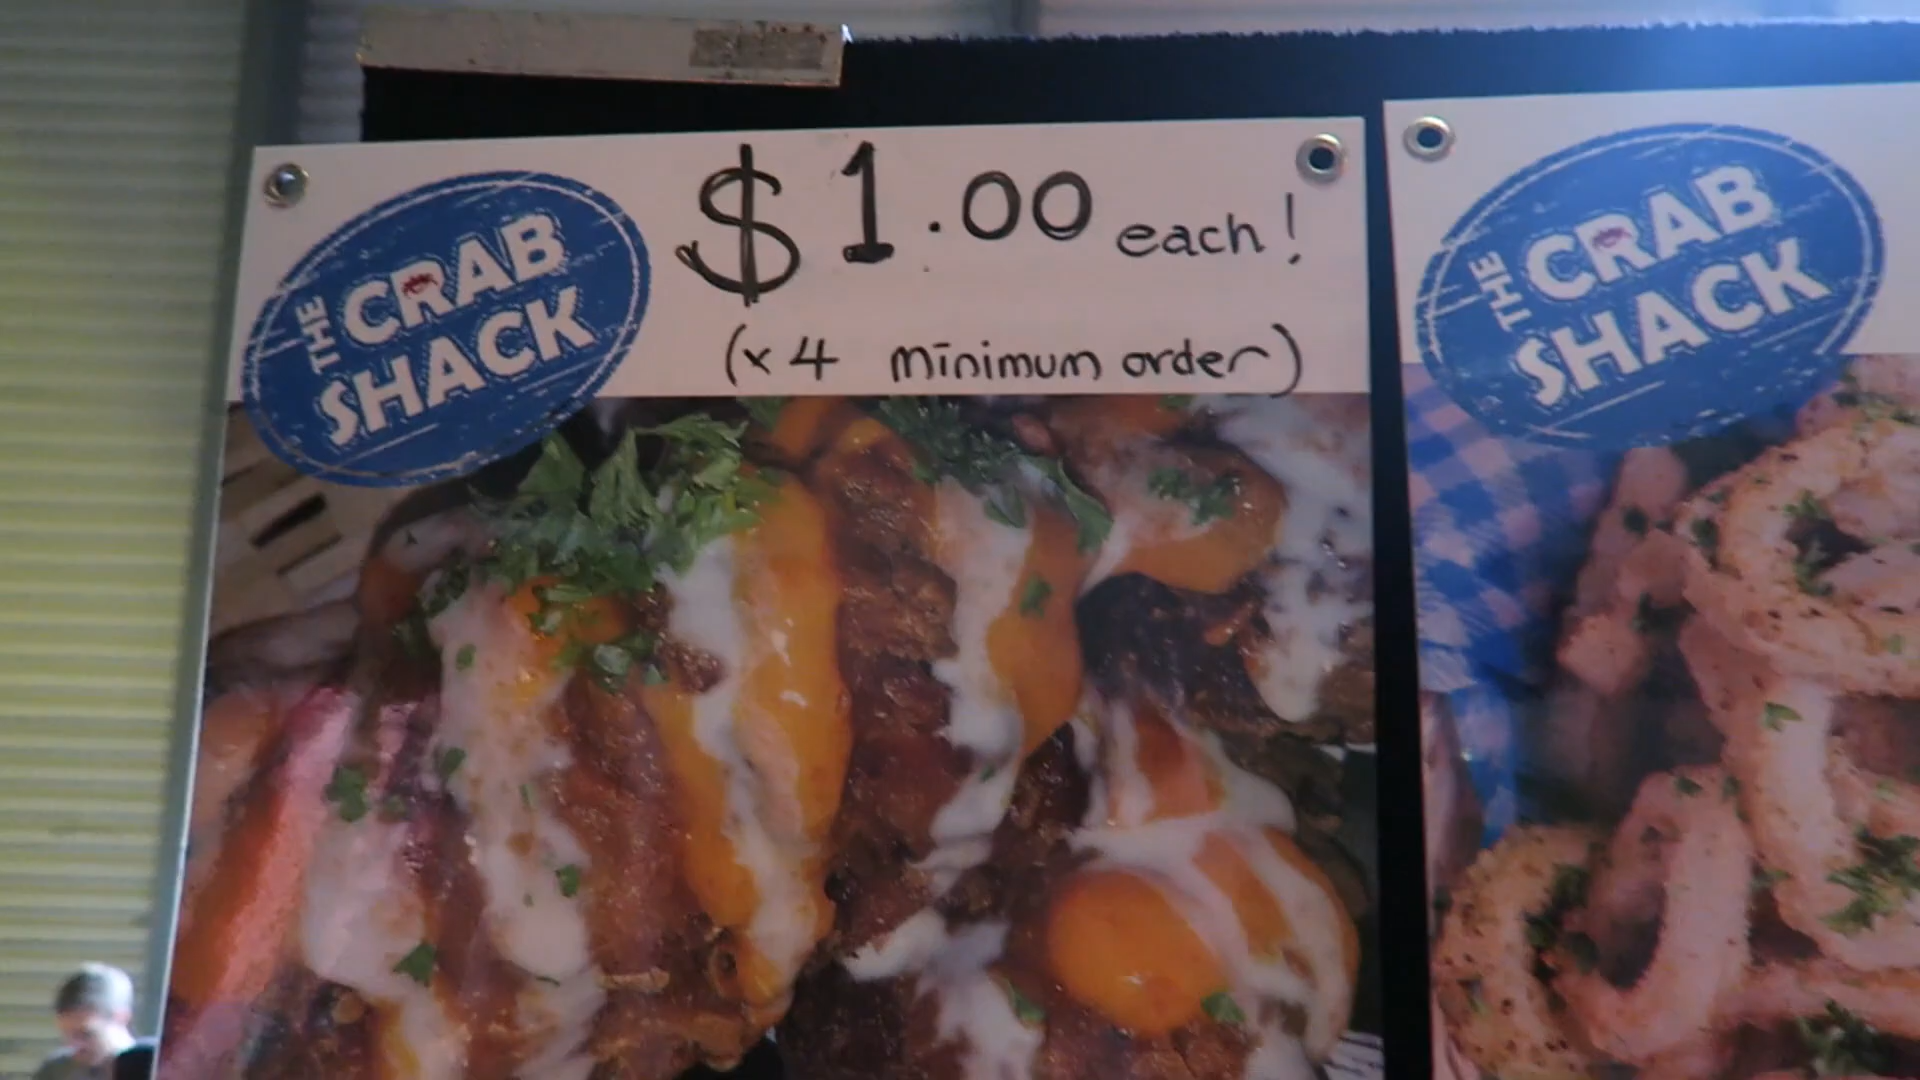 THE CRAB
SHACK
$1.00 each!
(x4 minimum order)
THE CRAB
SHACK